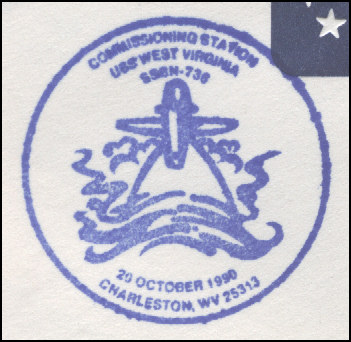 COMMISSIONING STATION
USS WEST VIRGINIA
SSBN-736
20 OCTOBER 1990
CHARLESTON, WV 25313